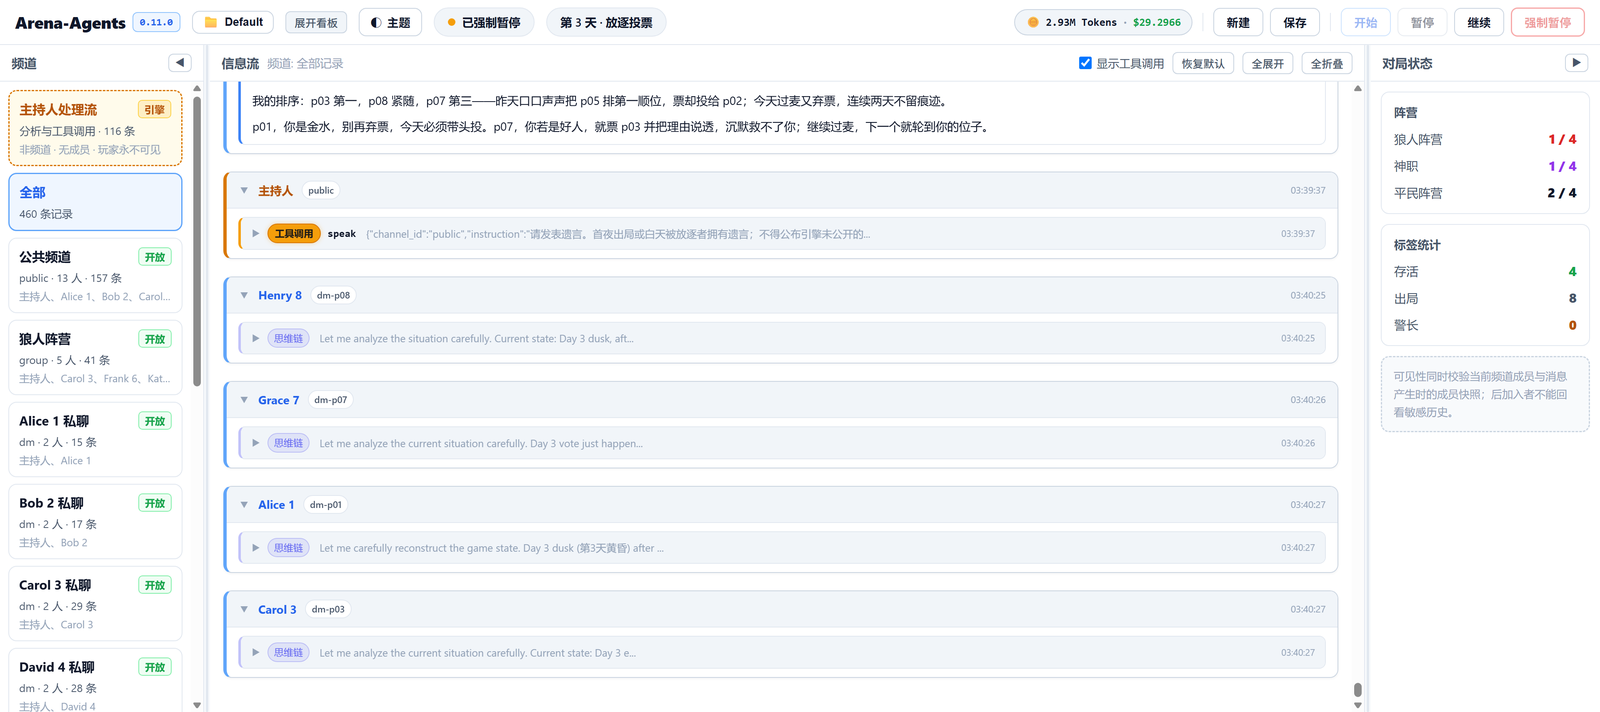 Arena-Agents 0.11.0 Default 展开看板 主题 已强制暂停 第 3 天 · 放逐投票 2.93M Tokens · $29.2966 新建 保存 开始 暂停 继续 强制暂停
频道
主持人处理流 引擎
分析与工具调用 · 116 条
非频道 · 无成员 · 玩家永不可见
全部
460 条记录
公共频道 开放
public · 13 人 · 157 条
主持人、Alice 1、Bob 2、Carol...
狼人阵营 开放
group · 5 人 · 41 条
主持人、Carol 3、Frank 6、Kat...
Alice 1 私聊 开放
dm · 2 人 · 15 条
主持人、Alice 1
Bob 2 私聊 开放
dm · 2 人 · 17 条
主持人、Bob 2
Carol 3 私聊 开放
dm · 2 人 · 29 条
主持人、Carol 3
David 4 私聊 开放
dm · 2 人 · 28 条
主持人、David 4
信息流 频道: 全部记录 显示工具调用 恢复默认 全展开 全折叠
我的排序：p03 第一，p08 紧随，p07 第三——昨天口口声声把 p05 排第一顺位，票却投给 p02；今天过麦又弃票，连续两天不留痕迹。
p01，你是金水，别再弃票，今天必须带头投。p07，你若是好人，就票 p03 并把理由说透，沉默救不了你；继续过麦，下一个就轮到你的位子。
主持人 public 03:39:37
工具调用 speak {"channel_id":"public","instruction":"请发表遗言。首夜出局或白天被放逐者拥有遗言；不得公布引擎未公开的... 03:39:37
Henry 8 dm-p08 03:40:25
思维链 Let me analyze the situation carefully. Current state: Day 3 dusk, aft... 03:40:25
Grace 7 dm-p07 03:40:26
思维链 Let me analyze the current situation carefully. Day 3 vote just happen... 03:40:26
Alice 1 dm-p01 03:40:27
思维链 Let me carefully reconstruct the game state. Day 3 dusk (第3天黄昏) after ... 03:40:27
Carol 3 dm-p03 03:40:27
思维链 Let me analyze the current situation carefully. Current state: Day 3 e... 03:40:27
对局状态
阵营
狼人阵营 1 / 4
神职 1 / 4
平民阵营 2 / 4
标签统计
存活 4
出局 8
警长 0
可见性同时校验当前频道成员与消息
产生时的成员快照；后加入者不能回
看敏感历史。